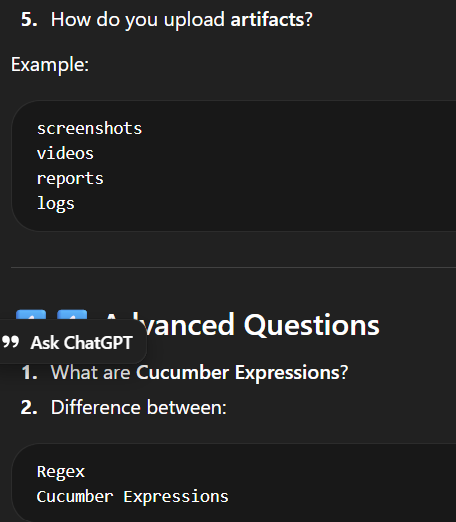 5. How do you upload artifacts?
Example:
screenshots
videos
reports
logs
Advanced Questions
Ask ChatGPT
1. What are Cucumber Expressions?
2. Difference between:
Regex
Cucumber Expressions